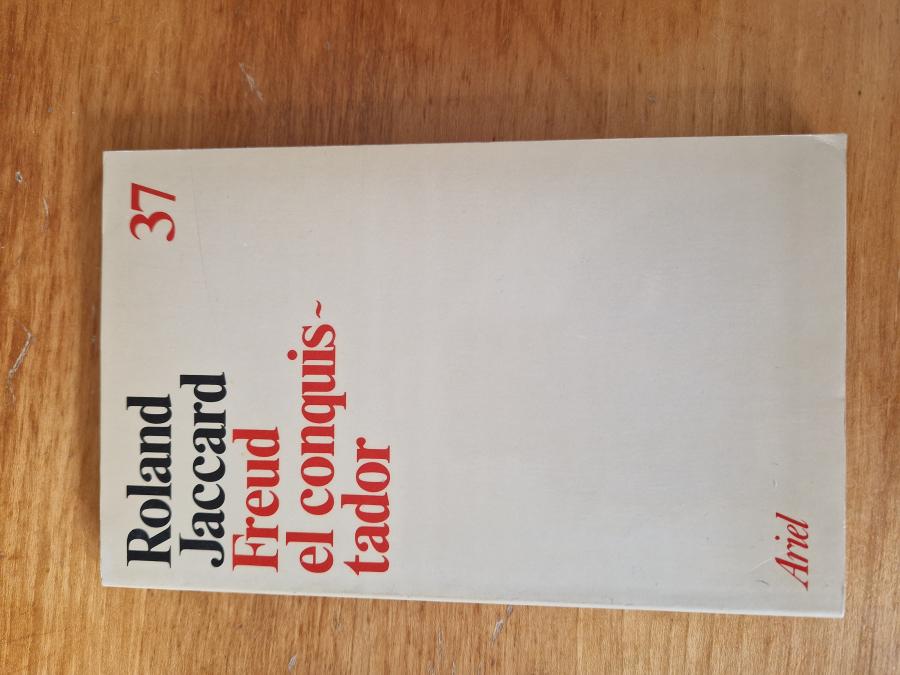 37
Roland
Jaccard
Freud
el conquis~
tador
Ariel